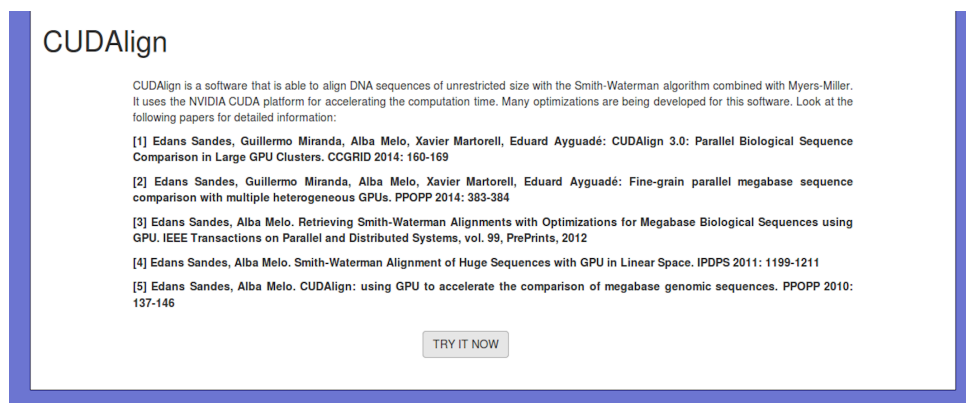 CUDAlign
CUDAlign is a software that is able to align DNA sequences of unrestricted size with the Smith-Waterman algorithm combined with Myers-Miller.
It uses the NVIDIA CUDA platform for accelerating the computation time. Many optimizations are being developed for this software. Look at the
following papers for detailed information:
[1] Edans Sandes, Guillermo Miranda, Alba Melo, Xavier Martorell, Eduard Ayguadé: CUDAlign 3.0: Parallel Biological Sequence
Comparison in Large GPU Clusters. CCGRID 2014: 160-169
[2] Edans Sandes, Guillermo Miranda, Alba Melo, Xavier Martorell, Eduard Ayguadé: Fine-grain parallel megabase sequence
comparison with multiple heterogeneous GPUs. PPOPP 2014: 383-384
[3] Edans Sandes, Alba Melo. Retrieving Smith-Waterman Alignments with Optimizations for Megabase Biological Sequences using
GPU. IEEE Transactions on Parallel and Distributed Systems, vol. 99, PrePrints, 2012
[4] Edans Sandes, Alba Melo. Smith-Waterman Alignment of Huge Sequences with GPU in Linear Space. IPDPS 2011: 1199-1211
[5] Edans Sandes, Alba Melo. CUDAlign: using GPU to accelerate the comparison of megabase genomic sequences. PPOPP 2010:
137-146
TRY IT NOW